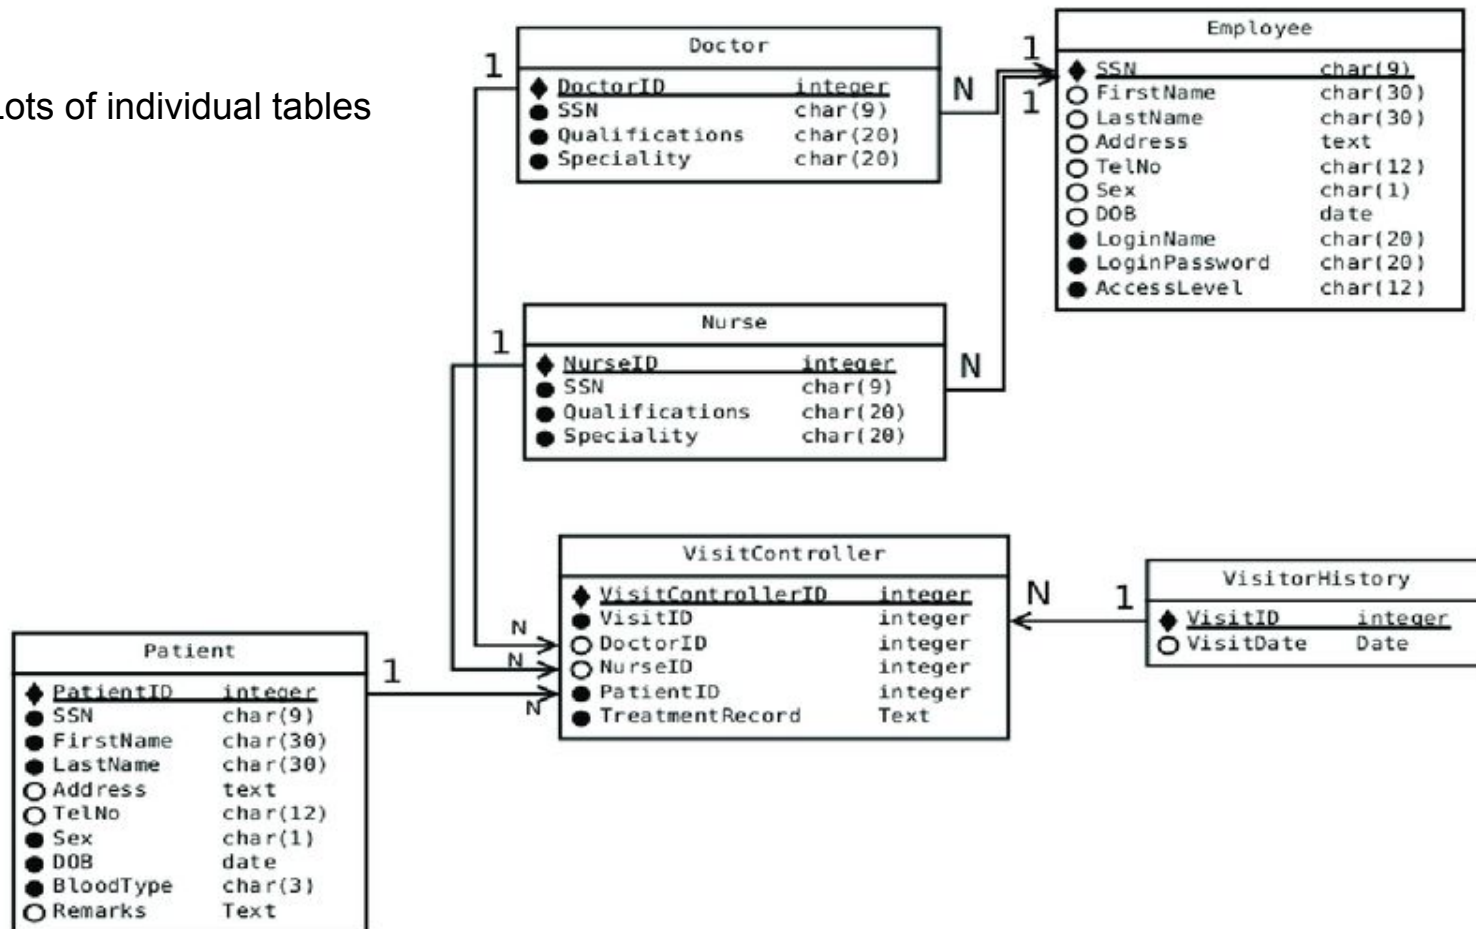 Lots of individual tables
Doctor
DoctorID integer
SSN char(9)
Qualifications char(20)
Speciality char(20)
1
N
Employee
SSN char(9)
FirstName char(30)
LastName char(30)
Address text
TelNo char(12)
Sex char(1)
DOB date
LoginName char(20)
LoginPassword char(20)
AccessLevel char(12)
1
1
Nurse
NurseID integer
SSN char(9)
Qualifications char(20)
Speciality char(20)
1
N
VisitController
VisitControllerID integer
VisitID integer
DoctorID integer
NurseID integer
PatientID integer
TreatmentRecord Text
N
N
N
N
1
VisitorHistory
VisitID integer
VisitDate Date
Patient
PatientID integer
SSN char(9)
FirstName char(30)
LastName char(30)
Address text
TelNo char(12)
Sex char(1)
DOB date
BloodType char(3)
Remarks Text
1